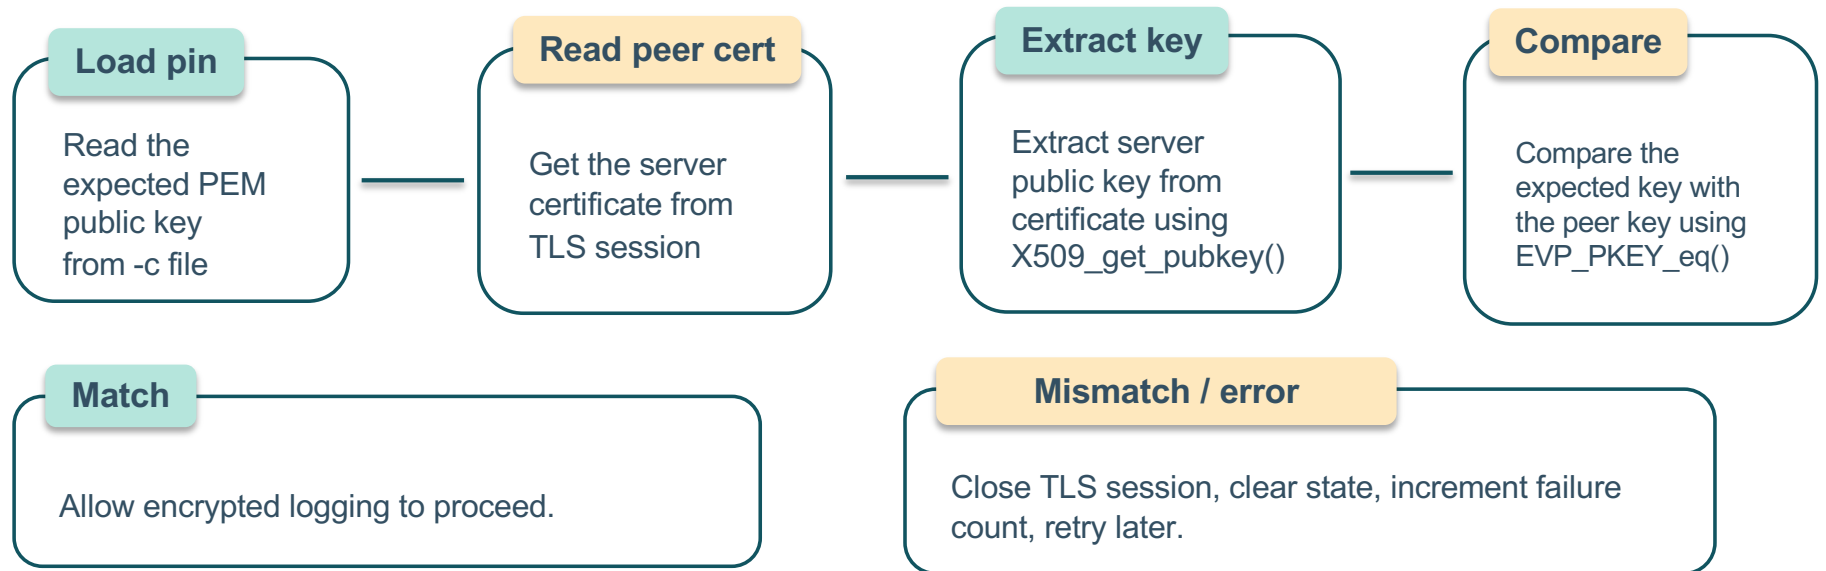 Load pin
Read the
expected PEM
public key
from -c file
Read peer cert
Get the server
certificate from
TLS session
Extract key
Extract server
public key from
certificate using
X509_get_pubkey()
Compare
Compare the
expected key with
the peer key using
EVP_PKEY_eq()
Match
Allow encrypted logging to proceed.
Mismatch / error
Close TLS session, clear state, increment failure
count, retry later.